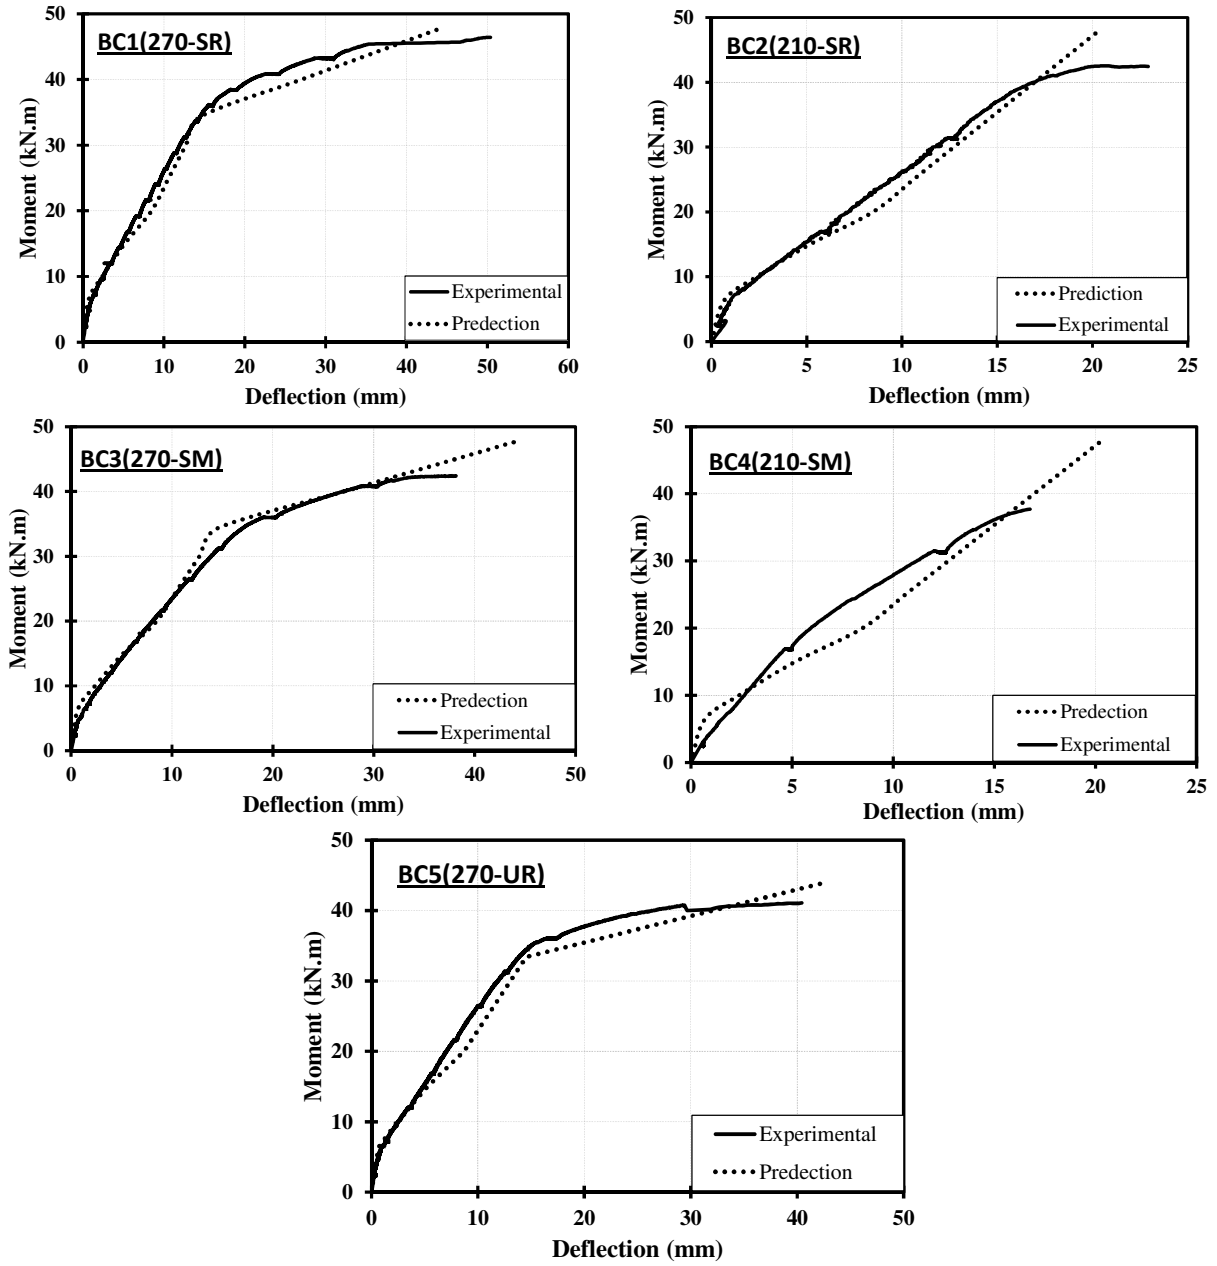 BC1(270-SR)
Moment (kN.m)
50
40
30
20
10
0
Experimental
Predection
0 10 20 30 40 50 60
Deflection (mm)
BC2(210-SR)
Moment (kN.m)
50
40
30
20
10
0
Prediction
Experimental
0 5 10 15 20 25
Deflection (mm)
BC3(270-SM)
Moment (kN.m)
50
40
30
20
10
0
Predection
Experimental
0 10 20 30 40 50
Deflection (mm)
BC4(210-SM)
Moment (kN.m)
50
40
30
20
10
0
Predection
Experimental
0 5 10 15 20 25
Deflection (mm)
BC5(270-UR)
Moment (kN.m)
50
40
30
20
10
0
Experimental
Predection
0 10 20 30 40 50
Deflection (mm)